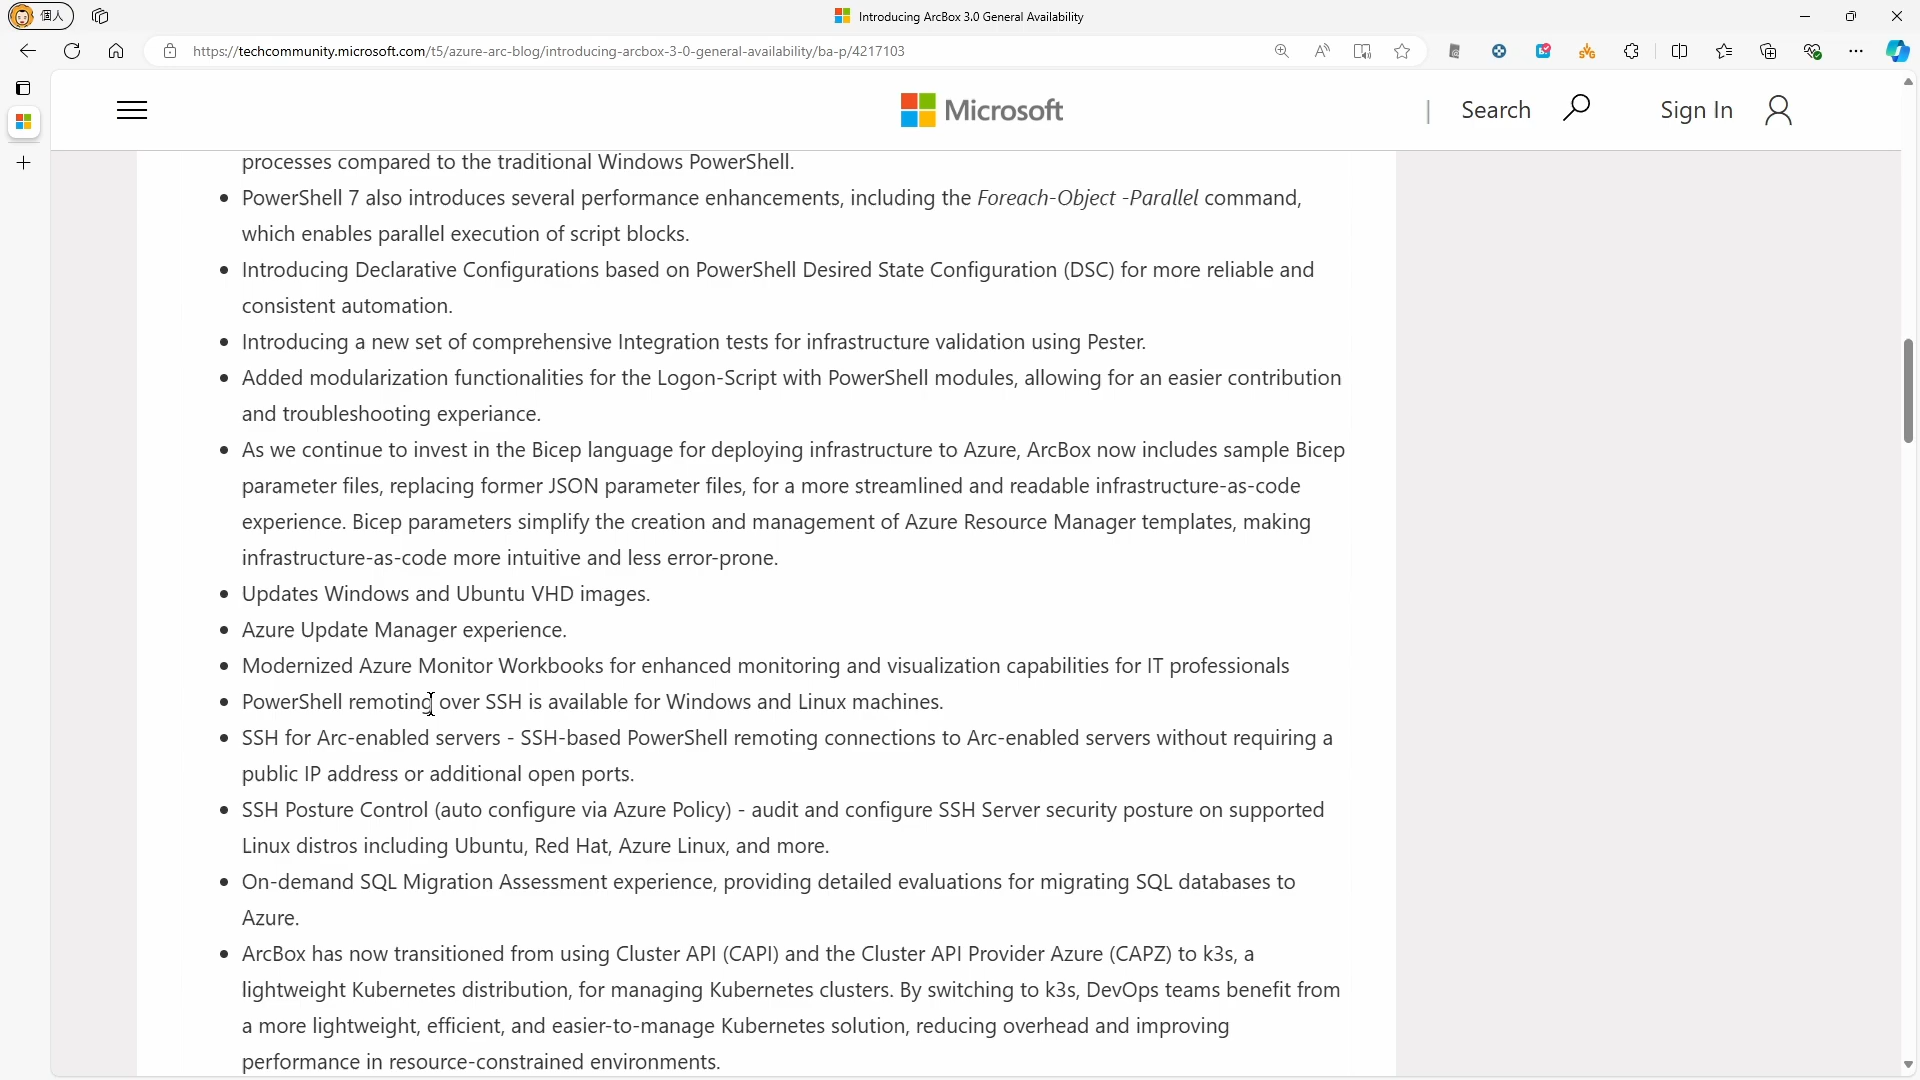 個人
Introducing ArcBox 3.0 General Availability
https://techcommunity.microsoft.com/t5/azure-arc-blog/introducing-arcbox-3-0-general-availability/ba-p/4217103
Microsoft
Search
Sign In
processes compared to the traditional Windows PowerShell.
PowerShell 7 also introduces several performance enhancements, including the Foreach-Object -Parallel command,
which enables parallel execution of script blocks.
Introducing Declarative Configurations based on PowerShell Desired State Configuration (DSC) for more reliable and
consistent automation.
Introducing a new set of comprehensive Integration tests for infrastructure validation using Pester.
Added modularization functionalities for the Logon-Script with PowerShell modules, allowing for an easier contribution
and troubleshooting experiance.
As we continue to invest in the Bicep language for deploying infrastructure to Azure, ArcBox now includes sample Bicep
parameter files, replacing former JSON parameter files, for a more streamlined and readable infrastructure-as-code
experience. Bicep parameters simplify the creation and management of Azure Resource Manager templates, making
infrastructure-as-code more intuitive and less error-prone.
Updates Windows and Ubuntu VHD images.
Azure Update Manager experience.
Modernized Azure Monitor Workbooks for enhanced monitoring and visualization capabilities for IT professionals
PowerShell remoting over SSH is available for Windows and Linux machines.
SSH for Arc-enabled servers - SSH-based PowerShell remoting connections to Arc-enabled servers without requiring a
public IP address or additional open ports.
SSH Posture Control (auto configure via Azure Policy) - audit and configure SSH Server security posture on supported
Linux distros including Ubuntu, Red Hat, Azure Linux, and more.
On-demand SQL Migration Assessment experience, providing detailed evaluations for migrating SQL databases to
Azure.
ArcBox has now transitioned from using Cluster API (CAPI) and the Cluster API Provider Azure (CAPZ) to k3s, a
lightweight Kubernetes distribution, for managing Kubernetes clusters. By switching to k3s, DevOps teams benefit from
a more lightweight, efficient, and easier-to-manage Kubernetes solution, reducing overhead and improving
performance in resource-constrained environments.